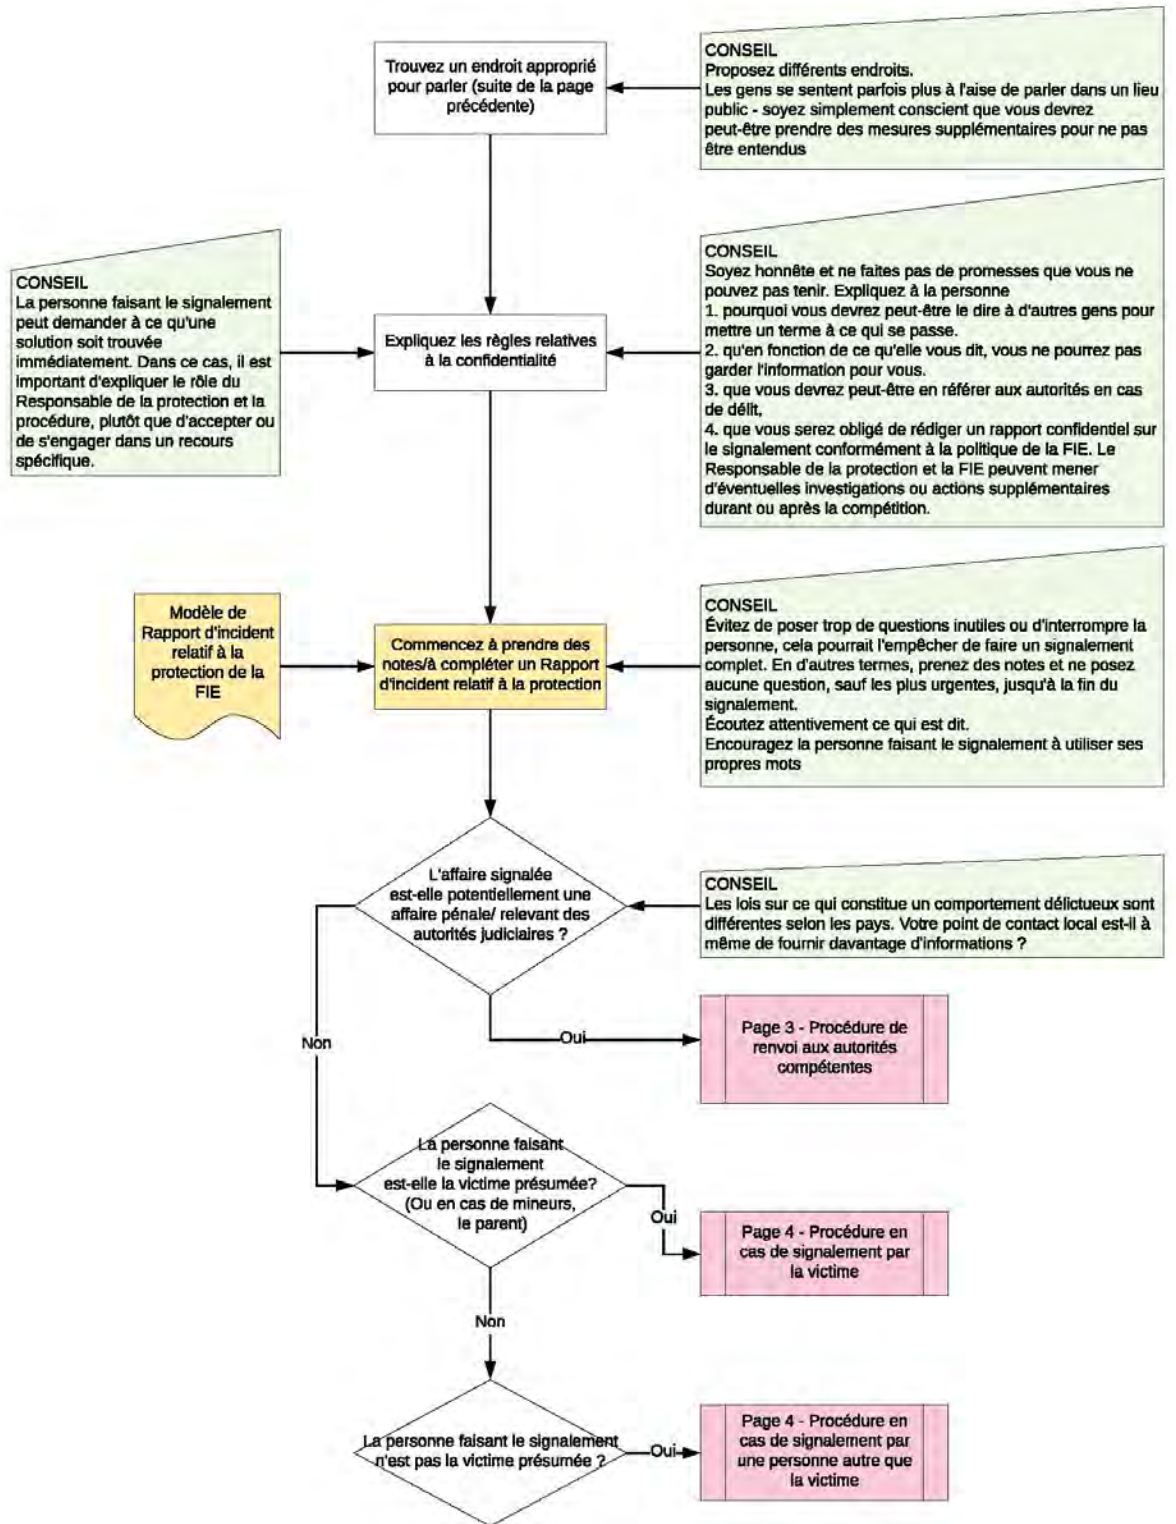 Trouvez un endroit approprié
pour parler (suite de la page
précédente)
CONSEIL
Proposez différents endroits.
Les gens se sentent parfois plus à l'aise de parler dans un lieu
public - soyez simplement conscient que vous devrez
peut-être prendre des mesures supplémentaires pour ne pas
être entendus
CONSEIL
La personne faisant le signalement
peut demander à ce qu'une
solution soit trouvée
immédiatement. Dans ce cas, il est
important d'expliquer le rôle du
Responsable de la protection et la
procédure, plutôt que d'accepter ou
de s'engager dans un recours
spécifique.
Expliquez les règles relatives
à la confidentialité
CONSEIL
Soyez honnête et ne faites pas de promesses que vous ne
pouvez pas tenir. Expliquez à la personne
1. pourquoi vous devrez peut-être le dire à d'autres gens pour
mettre un terme à ce qui se passe.
2. qu'en fonction de ce qu'elle vous dit, vous ne pourrez pas
garder l'information pour vous.
3. que vous devrez peut-être en référer aux autorités en cas
de délit,
4. que vous serez obligé de rédiger un rapport confidentiel sur
le signalement conformément à la politique de la FIE. Le
Responsable de la protection et la FIE peuvent mener
d'éventuelles investigations ou actions supplémentaires
durant ou après la compétition.
Modèle de
Rapport d'incident
relatif à la
protection de la
FIE
Commencez à prendre des
notes/à compléter un Rapport
d'incident relatif à la protection
CONSEIL
Évitez de poser trop de questions inutiles ou d'interrompre la
personne, cela pourrait l'empêcher de faire un signalement
complet. En d'autres termes, prenez des notes et ne posez
aucune question, sauf les plus urgentes, jusqu'à la fin du
signalement.
Écoutez attentivement ce qui est dit.
Encouragez la personne faisant le signalement à utiliser ses
propres mots
L'affaire signalée
est-elle potentiellement une
affaire pénale/ relevant des
autorités judiciaires ?
CONSEIL
Les lois sur ce qui constitue un comportement délictueux sont
différentes selon les pays. Votre point de contact local est-il à
même de fournir davantage d'informations ?
Non
Oui
Page 3 - Procédure de
renvoi aux autorités
compétentes
La personne faisant
le signalement
est-elle la victime présumée?
(Ou en cas de mineurs,
le parent)
Oui
Page 4 - Procédure en
cas de signalement par
la victime
Non
La personne faisant le signalement
n'est pas la victime présumée ?
Oui
Page 4 - Procédure en
cas de signalement par
une personne autre que
la victime